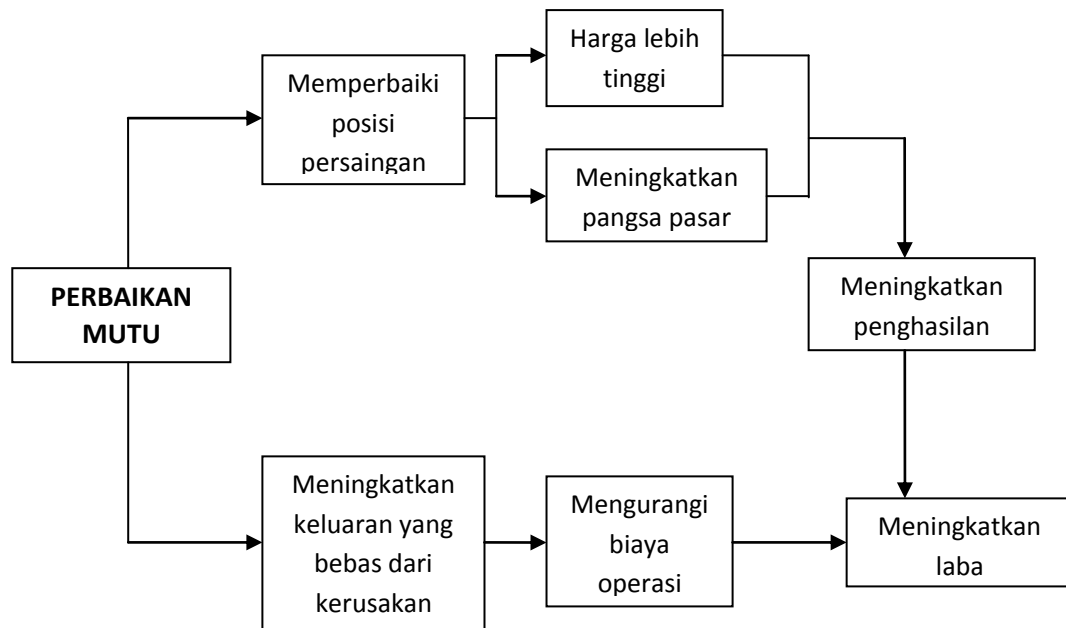 Harga lebih
tinggi
Memperbaiki
posisi
persaingan
Meningkatkan
pangsa pasar
PERBAIKAN
MUTU
Meningkatkan
penghasilan
Meningkatkan
keluaran yang
bebas dari
kerusakan
Mengurangi
biaya
operasi
Meningkatkan
laba